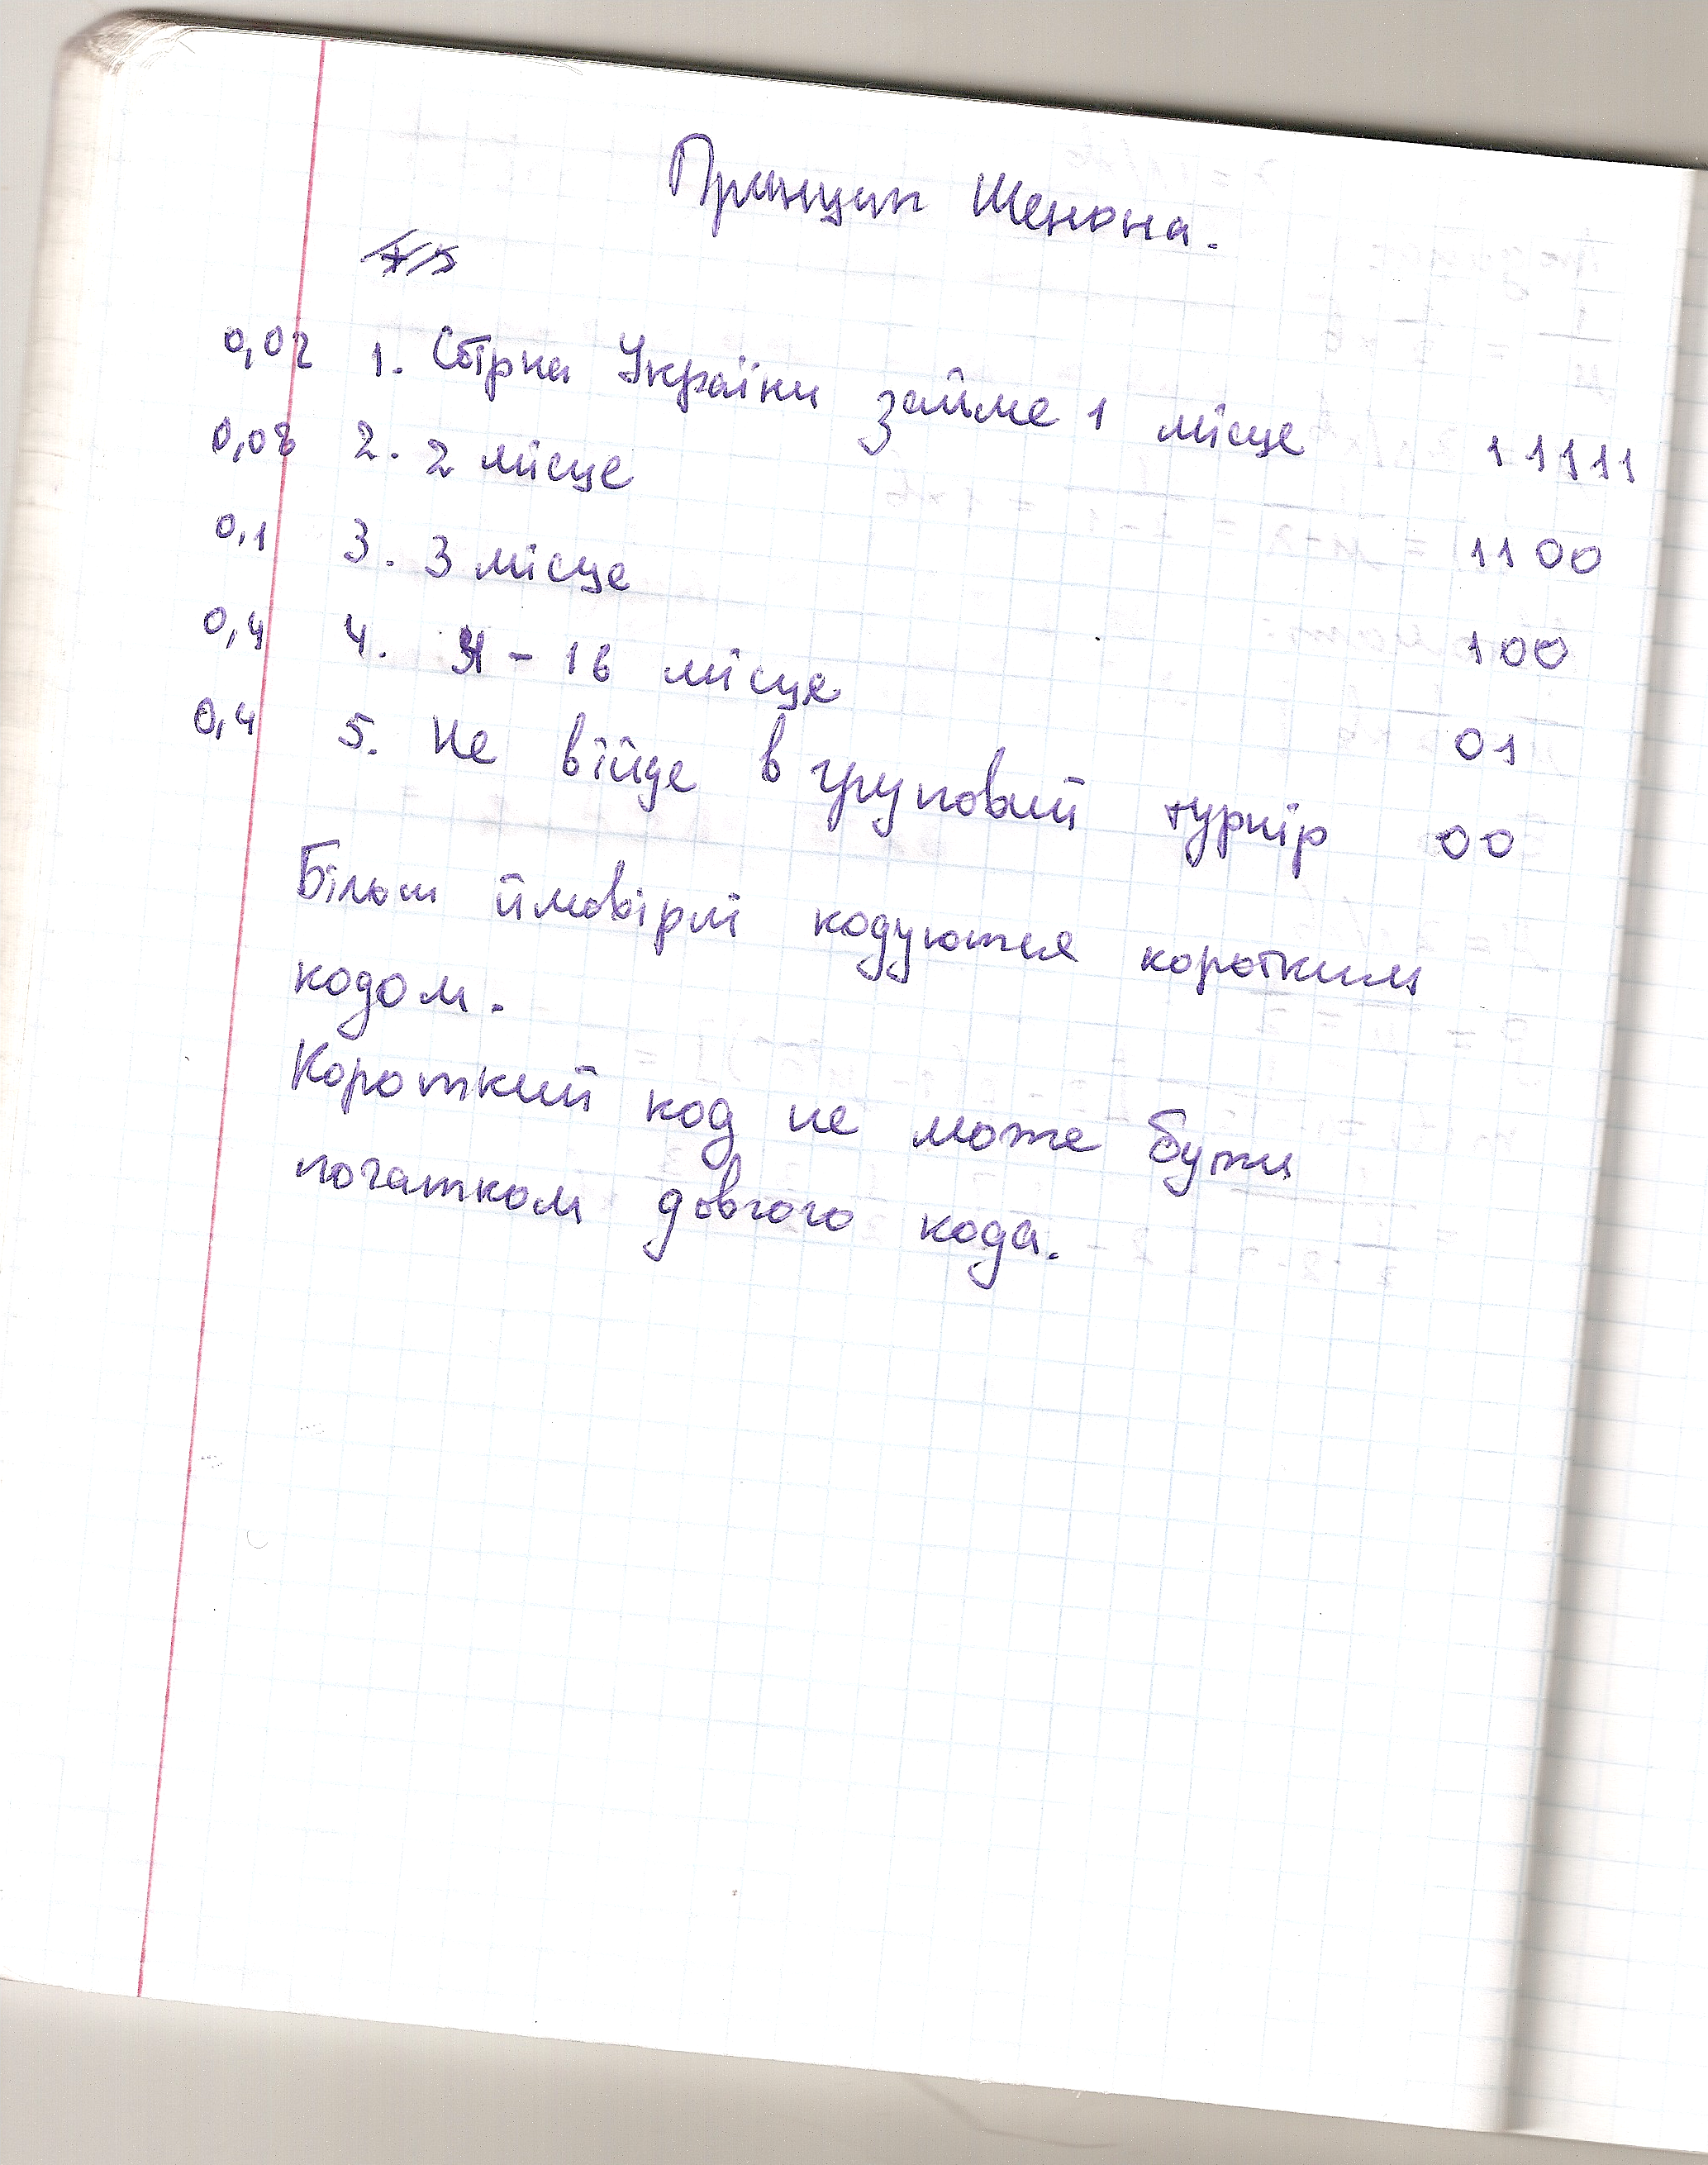 Принцип Шенона.
0,02 1. Збірна України займе 1 місце 11111
0,08 2. 2 місце 1100
0,1 3. 3 місце 100
0,4 4. 4 - 16 місце 01
0,4 5. Не війде в груповий турнір 00
Більш ймовірні кодуються коротким
кодом.
Короткий код не може бути
початком довгого кода.